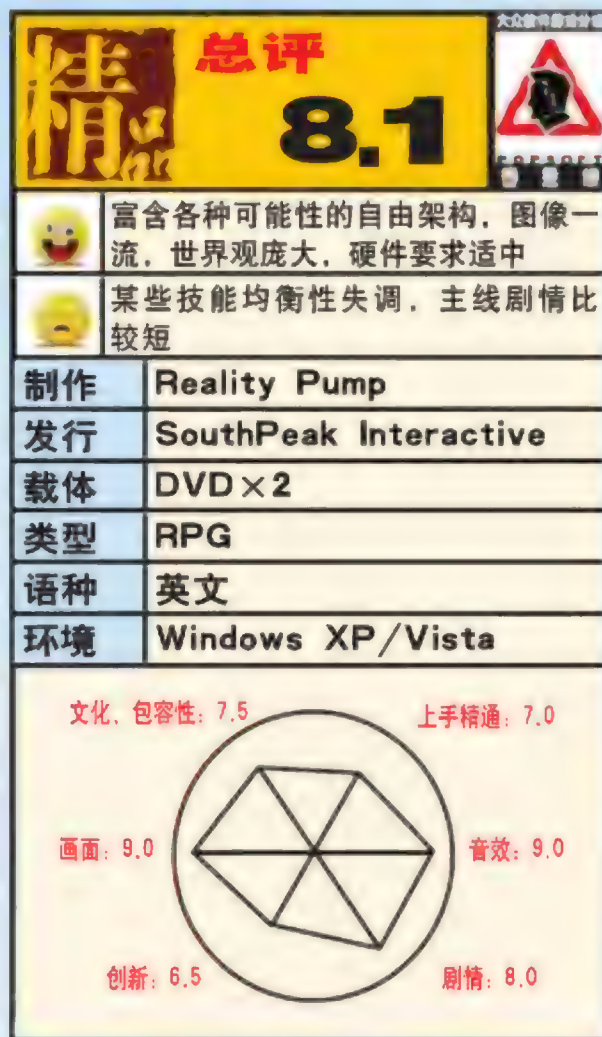 精品
总评
8.1
富含各种可能性的自由架构，图像一
流，世界观庞大，硬件要求适中
某些技能均衡性失调，主线剧情比
较短
制作 Reality Pump
发行 SouthPeak Interactive
载体 DVD×2
类型 RPG
语种 英文
环境 Windows XP/Vista
文化、包容性：7.5 上手精通：7.0
画面：9.0 音效：9.0
创新：6.5 剧情：8.0